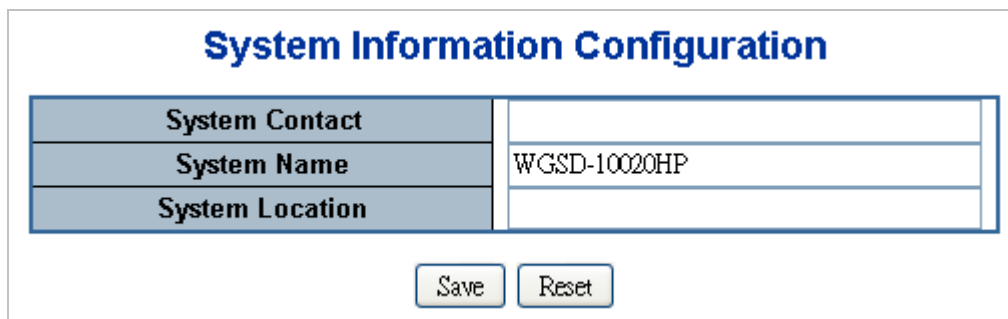 System Information Configuration
System Contact
System Name WGSD-10020HP
System Location
Save Reset